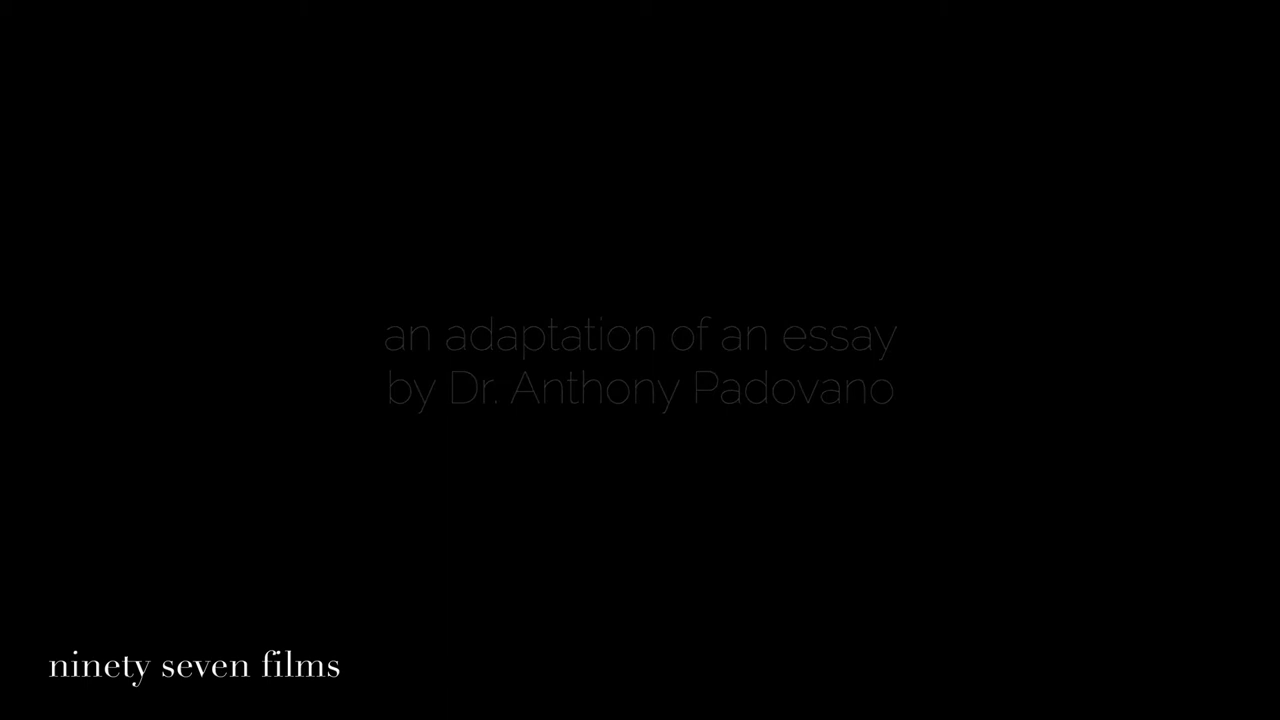 an adaptation of an essay
by Dr. Anthony Padovano
ninety seven films